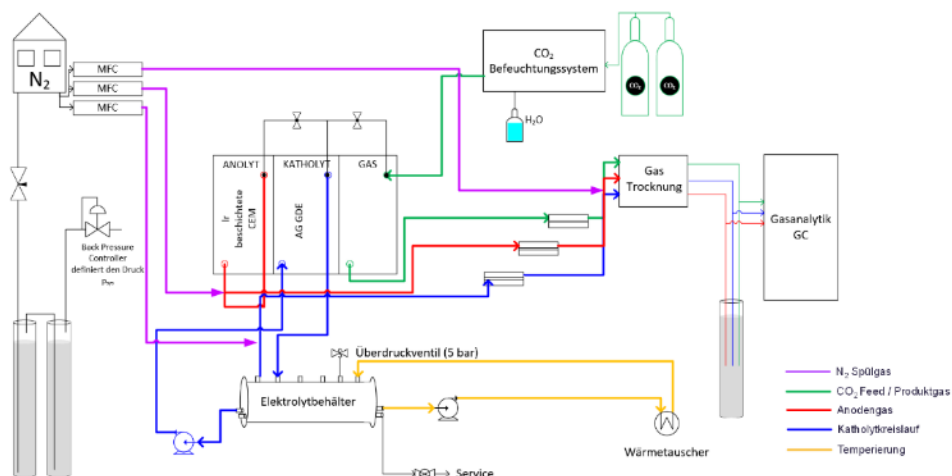 N₂
MFC
MFC
MFC
CO₂
Befeuchtungssystem
H₂O
CO₂
CO₂
ANOLYT
KATHOLYT
GAS
Ir
beschichtete
CEM
AG GDE
Gas
Trocknung
Gasanalytik
GC
Back Pressure
Controller
definiert den Druck
Überdruckventil (5 bar)
Elektrolytbehälter
Wärmetauscher
Service
N₂ Spülgas
CO₂ Feed / Produktgas
Anodengas
Katholytkreislauf
Temperierung